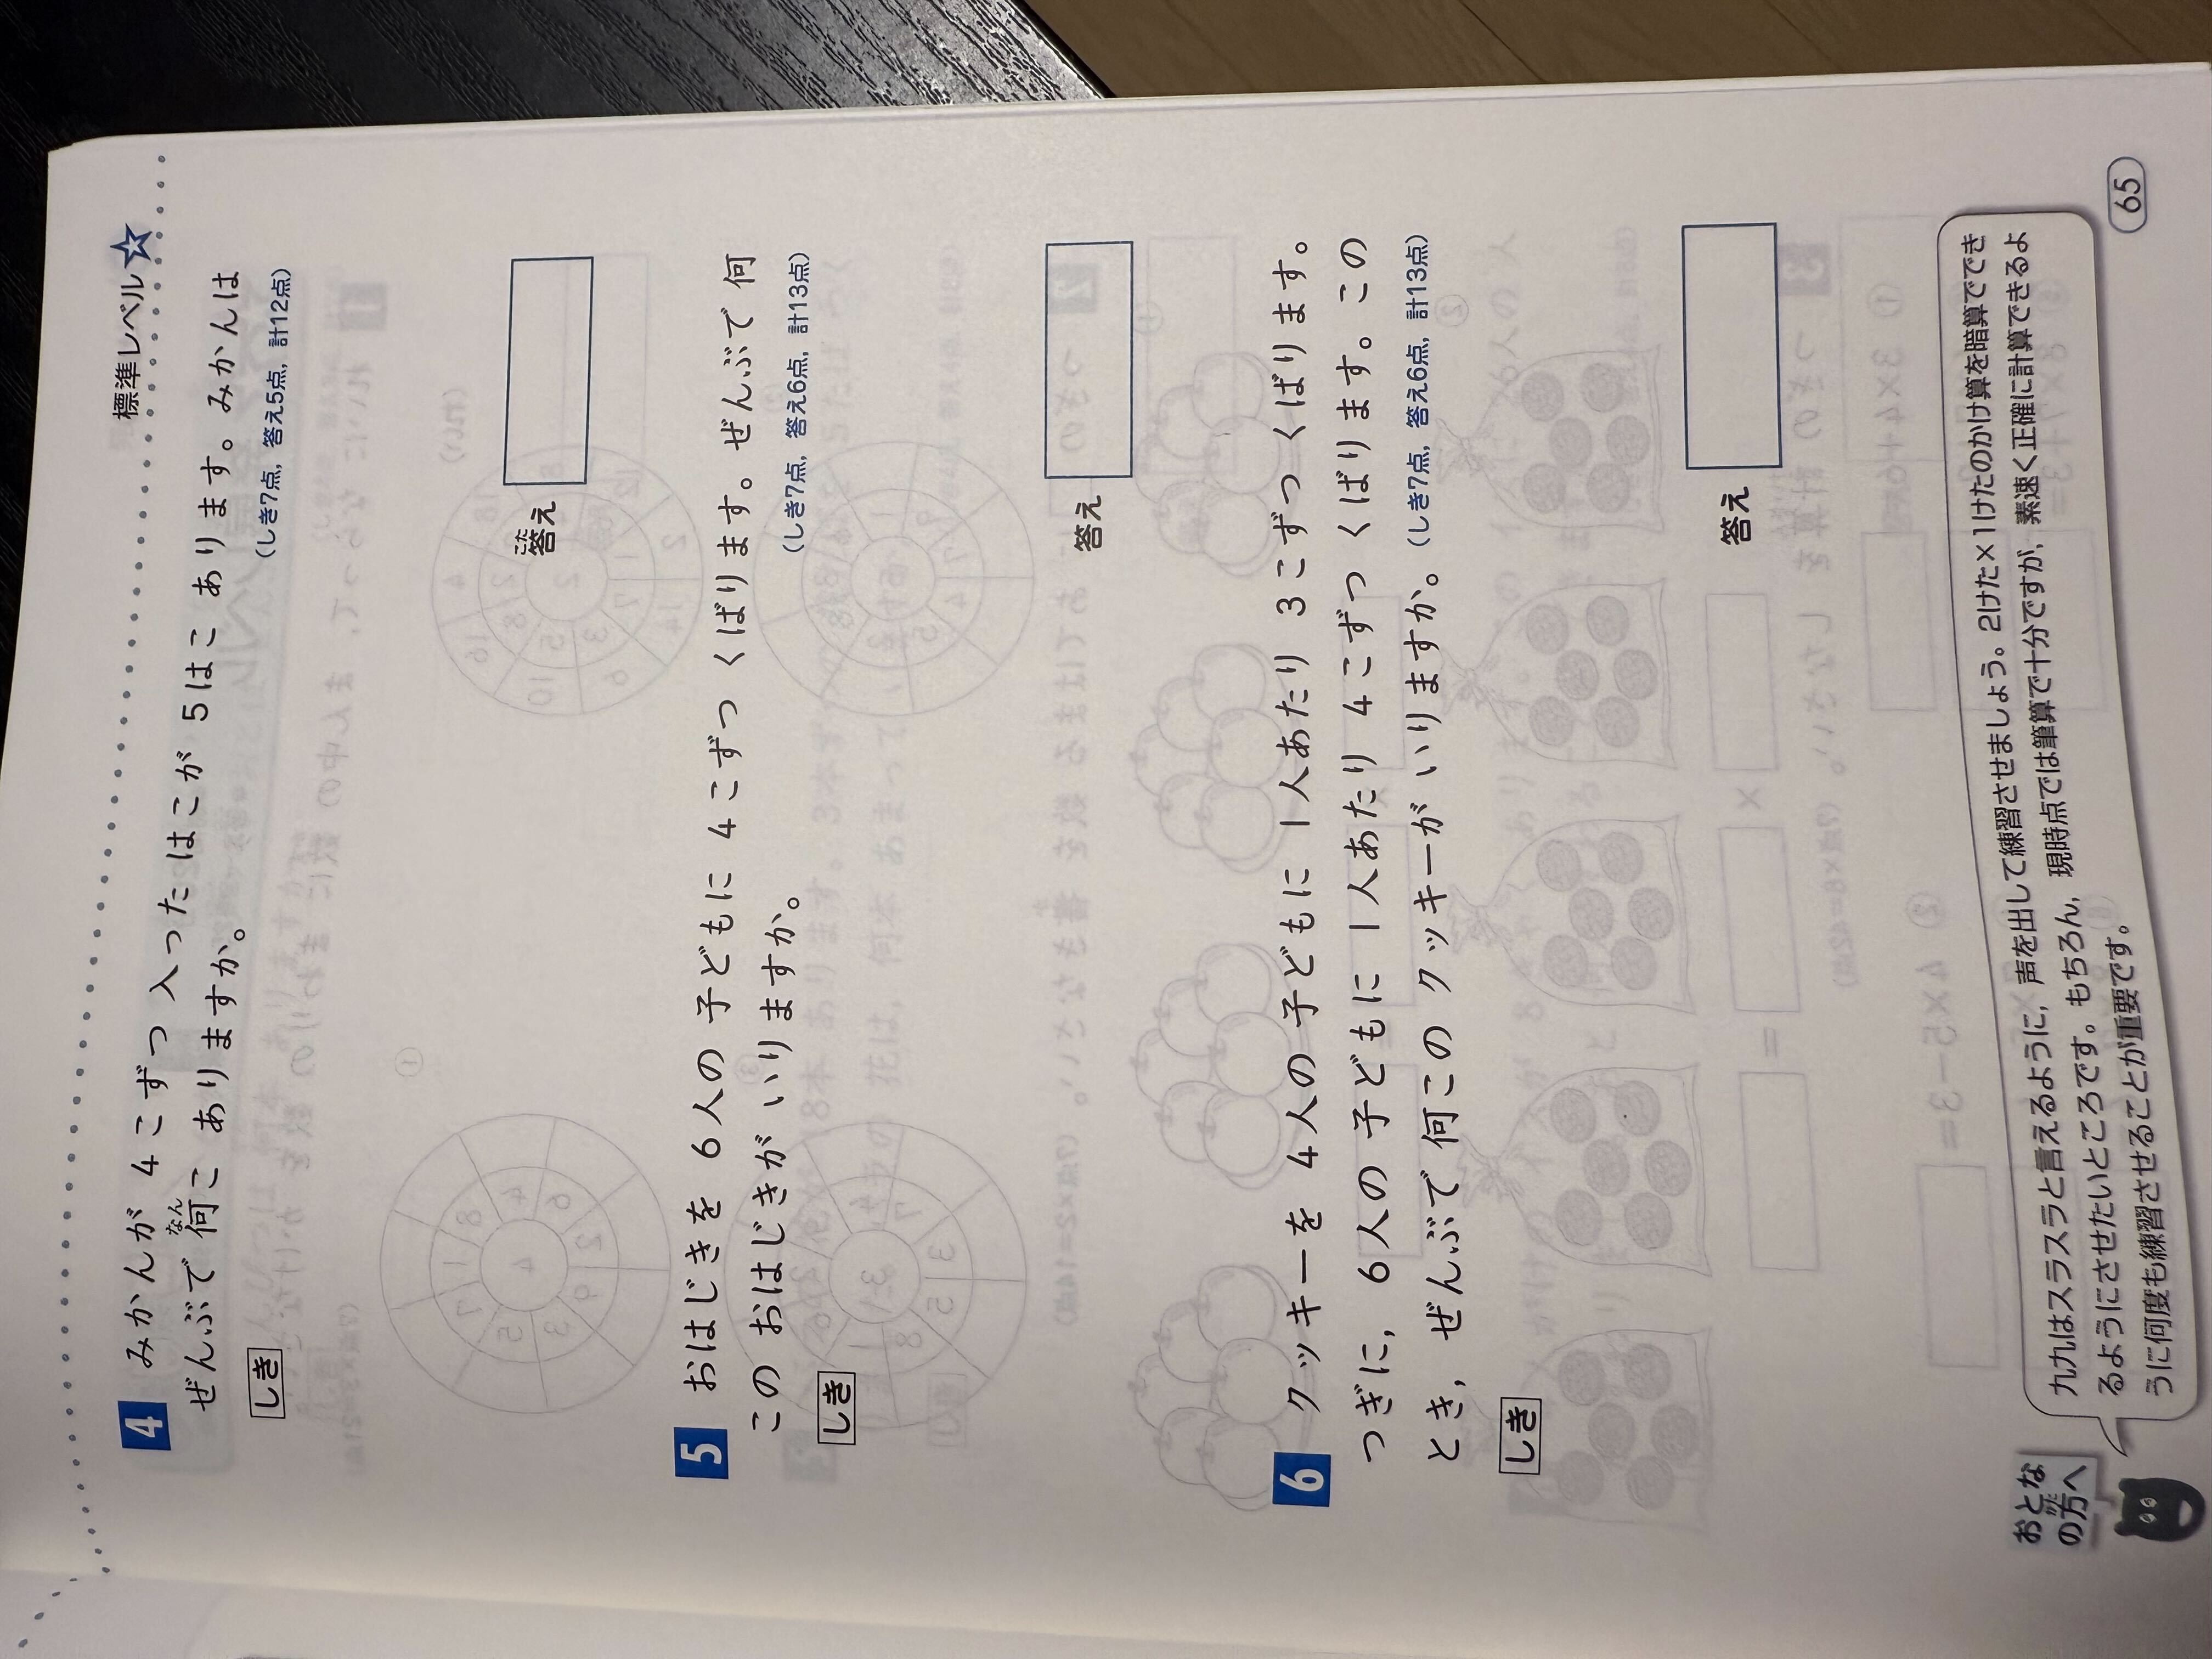 標準レベル
4 みかんが 4こずつ 入った はこが 5はこ あります。みかんは
ぜんぶで 何こ ありますか。
なん
(しき7点, 答え5点, 計12点)
しき
こた
答え
5 おはじきを 6人の 子どもに 4こずつ くばります。ぜんぶで 何
この おはじきが いりますか。
(しき7点, 答え6点, 計13点)
しき
答え
6 クッキーを 4人の 子どもに 1人あたり 3こずつ くばります。
つぎに, 6人の 子どもに 1人あたり 4こずつ くばります。この
とき, ぜんぶで 何この クッキーが いりますか。
(しき7点, 答え6点, 計13点)
しき
答え
おとな
の方へ
九九はスラスラと言えるように, 声を出して練習させましょう。2けた×1けたのかけ算を暗算ででき
るようにさせたいところです。もちろん, 現時点では筆算で十分ですが, 素速く正確に計算できるよ
うに何度も練習させることが重要です。
65